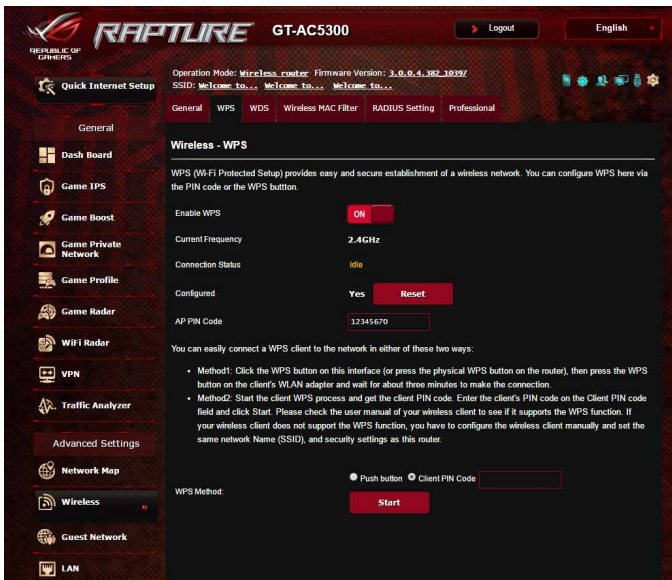 REPUBLIC OF
GAMERS
RAPTURE
GT-AC5300
Logout
English
Quick Internet Setup
Operation Mode: Wireless router Firmware Version: 3.0.0.4.382_10397
SSID: Welcome to... Welcome to... Welcome to...
General WPS WDS Wireless MAC Filter RADIUS Setting Professional
General
Dash Board
Game IPS
Game Boost
Game Private
Network
Game Profile
Game Radar
WiFi Radar
VPN
Traffic Analyzer
Advanced Settings
Network Map
Wireless
Guest Network
LAN
Wireless - WPS
WPS (Wi-Fi Protected Setup) provides easy and secure establishment of a wireless network. You can configure WPS here via
the PIN code or the WPS buttton.
Enable WPS ON
Current Frequency 2.4GHz
Connection Status Idle
Configured Yes Reset
AP PIN Code 12345670
You can easily connect a WPS client to the network in either of these two ways:
• Method1: Click the WPS button on this interface (or press the physical WPS button on the router), then press the WPS
button on the client's WLAN adapter and wait for about three minutes to make the connection.
• Method2: Start the client WPS process and get the client PIN code. Enter the client's PIN code on the Client PIN code
field and click Start. Please check the user manual of your wireless client to see if it supports the WPS function. If
your wireless client does not support the WPS function, you have to configure the wireless client manually and set the
same network Name (SSID), and security settings as this router.
WPS Method:
Push button Client PIN Code
Start